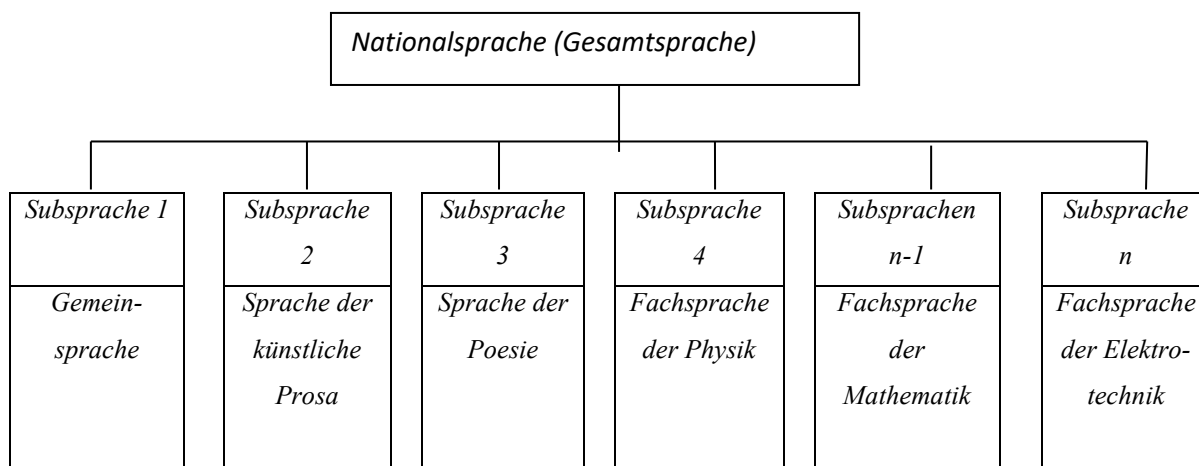 Nationalsprache (Gesamtsprache)
Subsprache 1
Gemein-
sprache
Subsprache
2
Sprache der
künstliche
Prosa
Subsprache
3
Sprache der
Poesie
Subsprache
4
Fachsprache
der Physik
Subsprachen
n-1
Fachsprache
der
Mathematik
Subsprache
n
Fachsprache
der Elektro-
technik